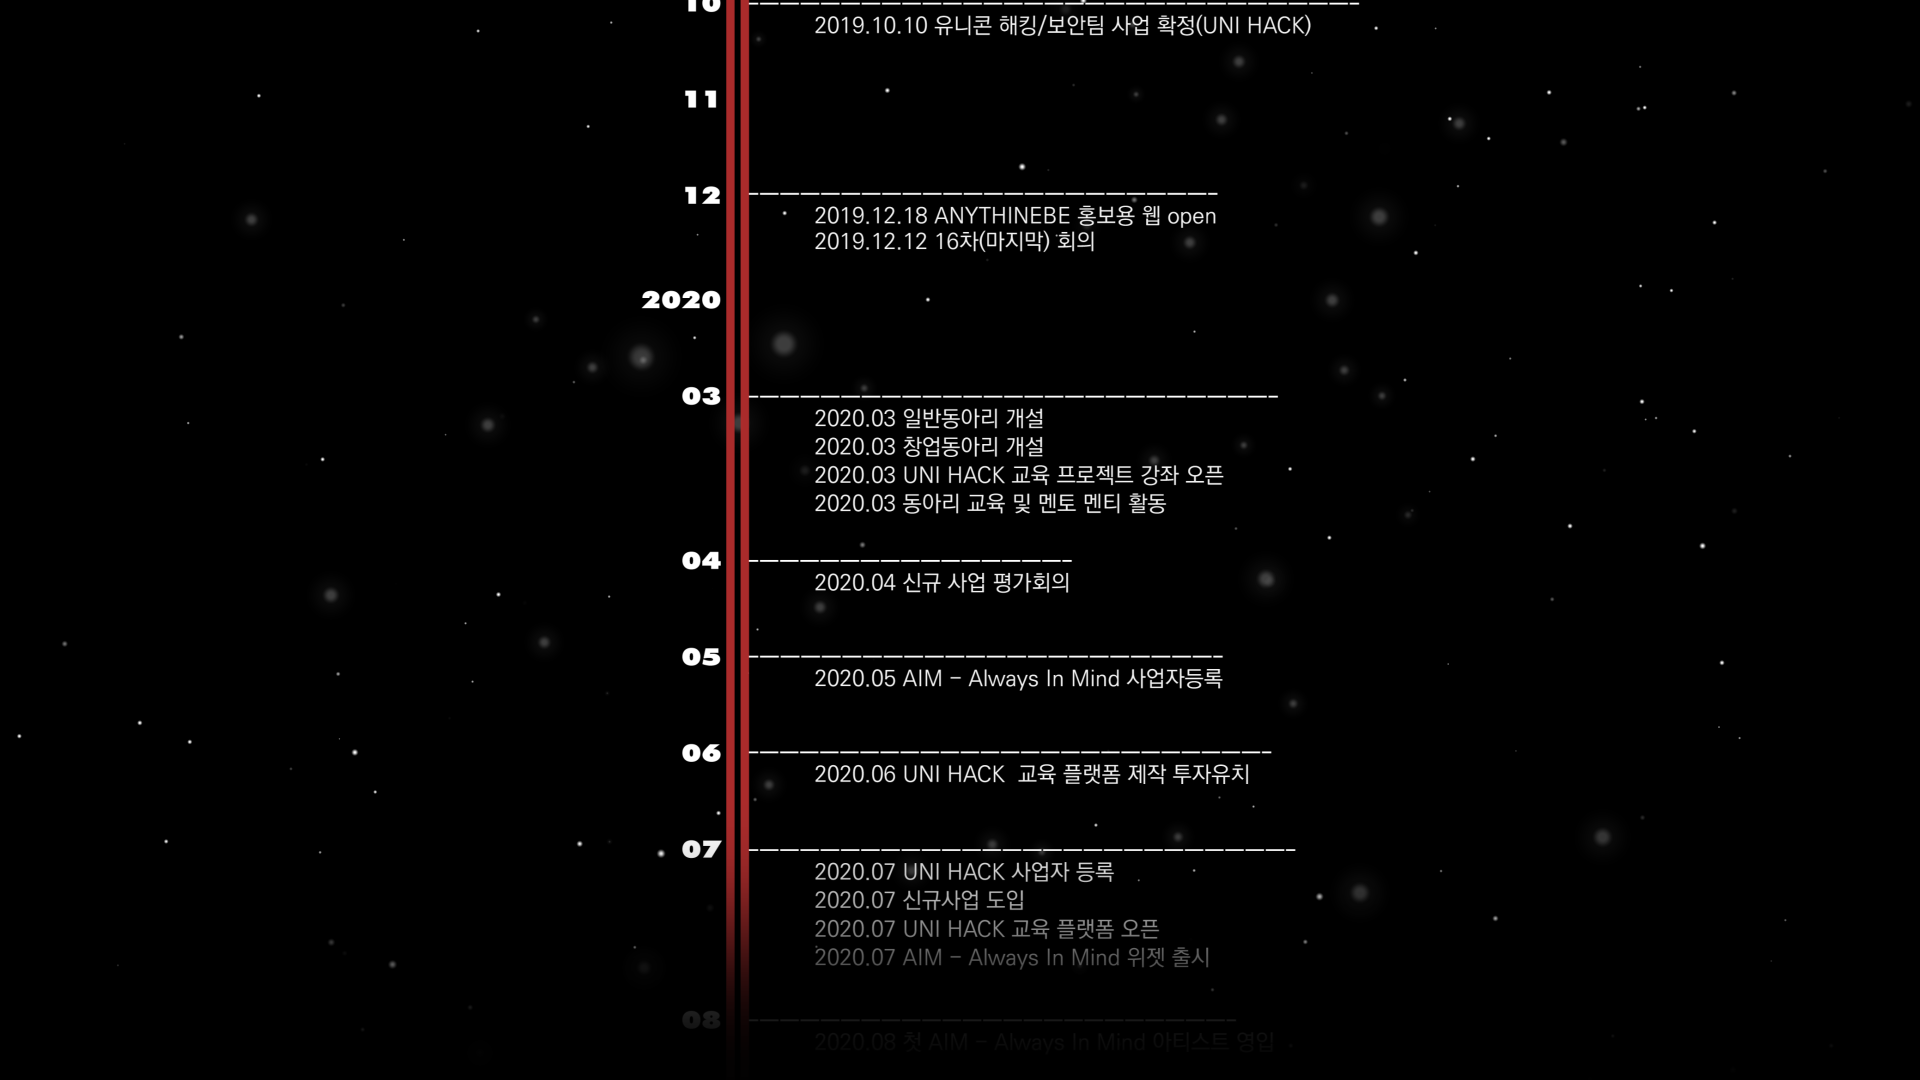 10
2019.10.10 유니콘 해킹/보안팀 사업 확정(UNI HACK)
11
12
2019.12.18 ANYTHINEBE 홍보용 웹 open
2019.12.12 16차(마지막) 회의
2020
03
2020.03 일반동아리 개설
2020.03 창업동아리 개설
2020.03 UNI HACK 교육 프로젝트 강좌 오픈
2020.03 동아리 교육 및 멘토 멘티 활동
04
2020.04 신규 사업 평가회의
05
2020.05 AIM - Always In Mind 사업자등록
06
2020.06 UNI HACK  교육 플랫폼 제작 투자유치
07
2020.07 UNI HACK 사업자 등록
2020.07 신규사업 도입
2020.07 UNI HACK 교육 플랫폼 오픈
2020.07 AIM - Always In Mind 위젯 출시
08
2020.08 첫 AIM - Always In Mind 아티스트 영입